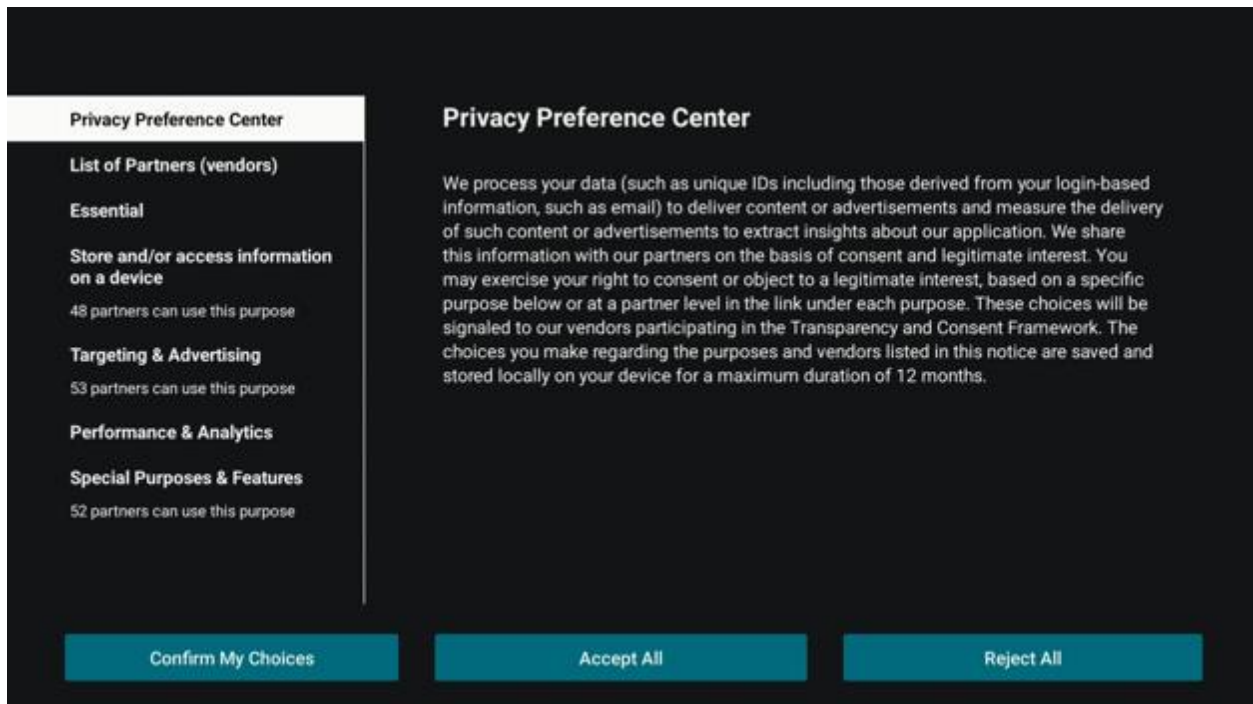 Privacy Preference Center
List of Partners (vendors)
Essential
Store and/or access information
on a device
48 partners can use this purpose
Targeting & Advertising
53 partners can use this purpose
Performance & Analytics
Special Purposes & Features
52 partners can use this purpose
Privacy Preference Center
We process your data (such as unique IDs including those derived from your login-based
information, such as email) to deliver content or advertisements and measure the delivery
of such content or advertisements to extract insights about our application. We share
this information with our partners on the basis of consent and legitimate interest. You
may exercise your right to consent or object to a legitimate interest, based on a specific
purpose below or at a partner level in the link under each purpose. These choices will be
signaled to our vendors participating in the Transparency and Consent Framework. The
choices you make regarding the purposes and vendors listed in this notice are saved and
stored locally on your device for a maximum duration of 12 months.
Confirm My Choices
Accept All
Reject All